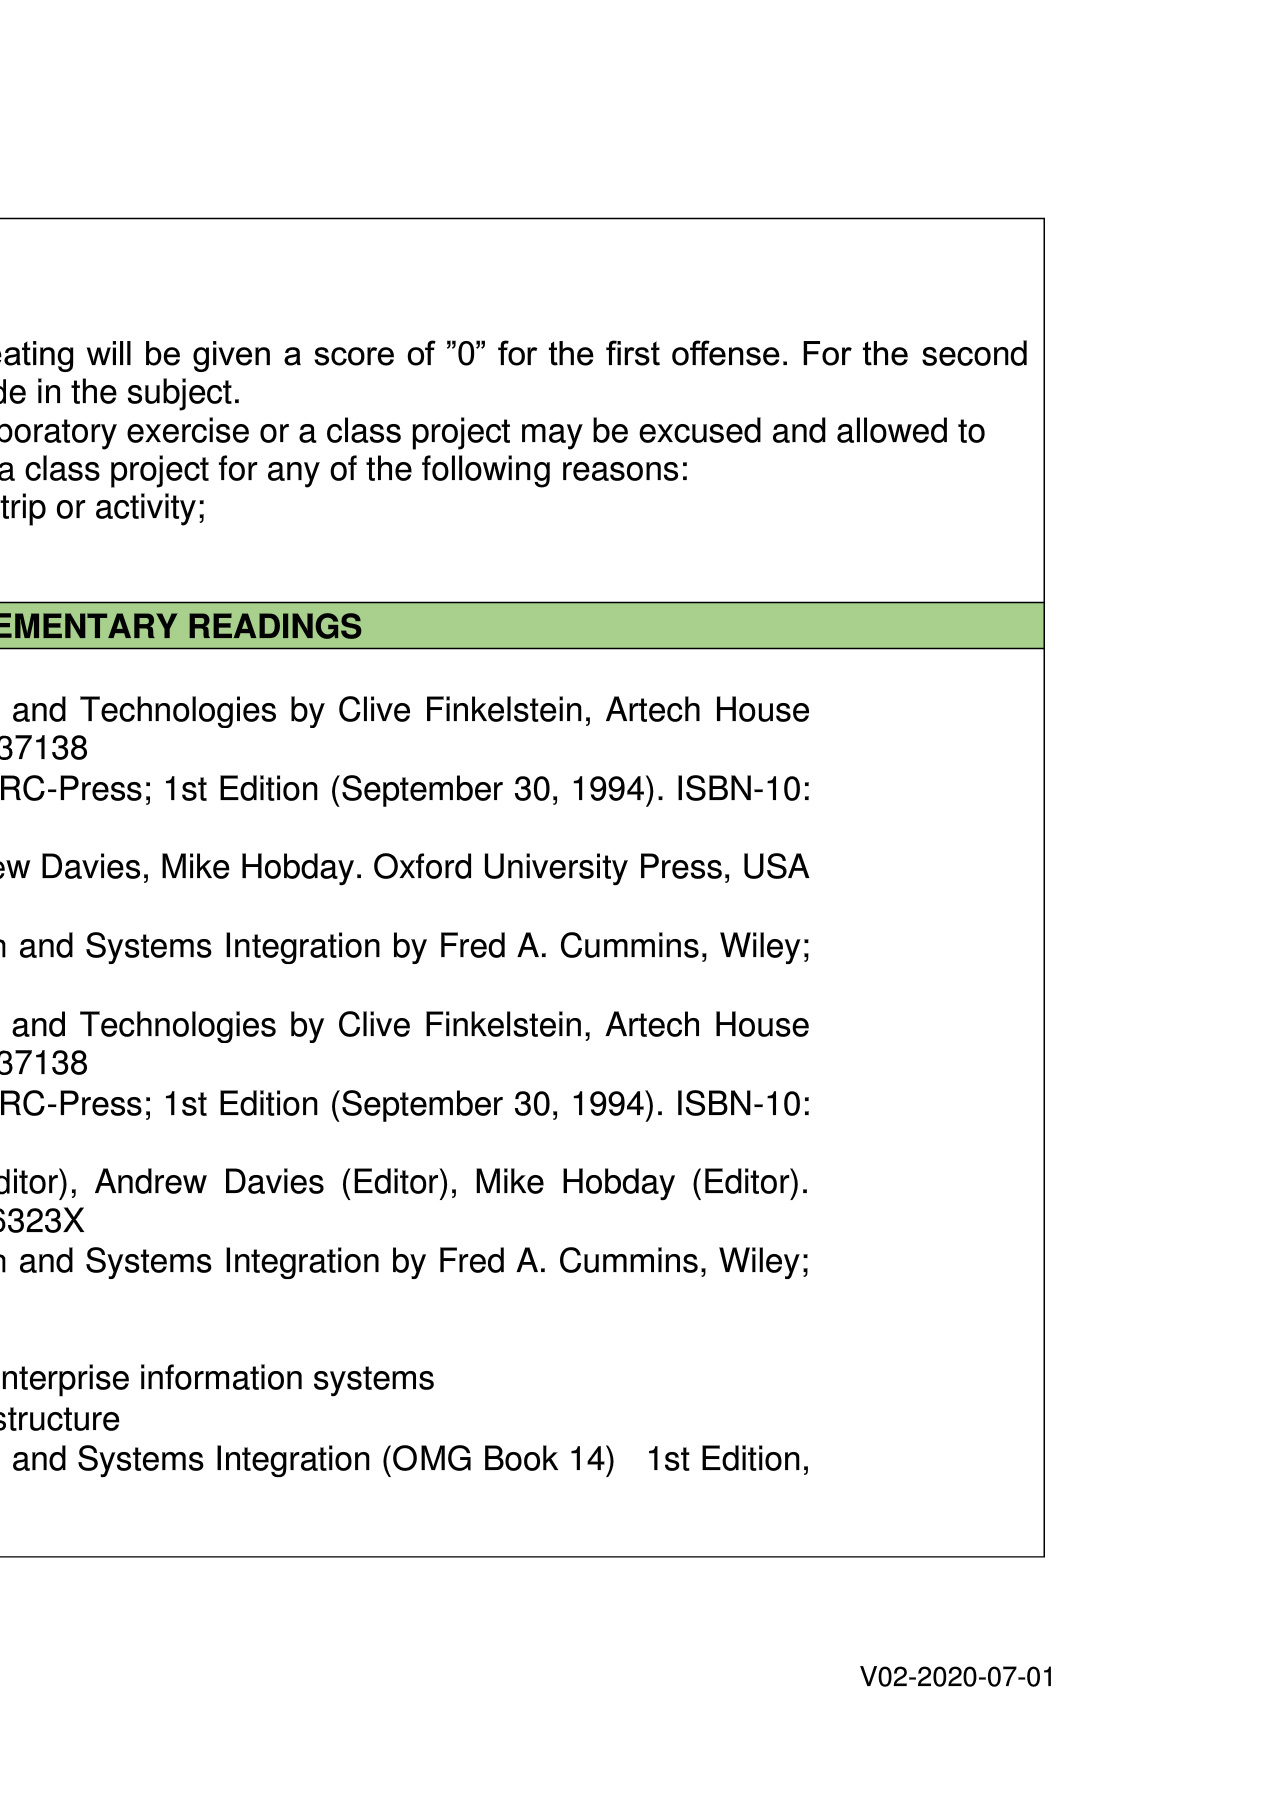 eating will be given a score of ”0” for the first offense. For the second
de in the subject.
boratory exercise or a class project may be excused and allowed to
a class project for any of the following reasons:
trip or activity;
EMENTARY READINGS
and Technologies by Clive Finkelstein, Artech House
37138
RC-Press; 1st Edition (September 30, 1994). ISBN-10:
ew Davies, Mike Hobday. Oxford University Press, USA
n and Systems Integration by Fred A. Cummins, Wiley;
and Technologies by Clive Finkelstein, Artech House
37138
RC-Press; 1st Edition (September 30, 1994). ISBN-10:
ditor), Andrew Davies (Editor), Mike Hobday (Editor).
6323X
n and Systems Integration by Fred A. Cummins, Wiley;
nterprise information systems
structure
and Systems Integration (OMG Book 14) 1st Edition,
V02-2020-07-01